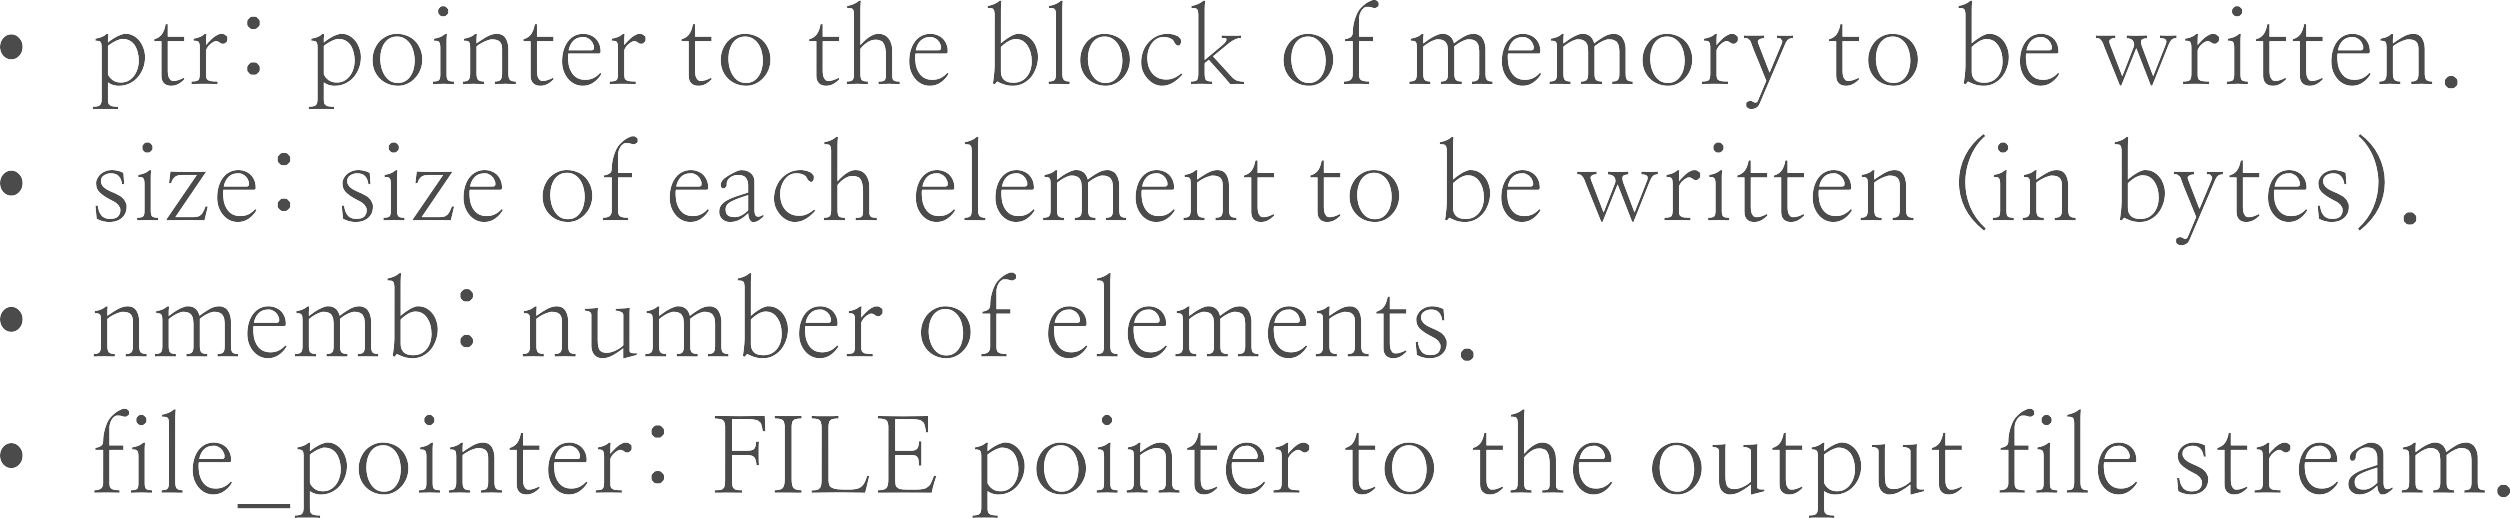 • ptr: pointer to the block of memory to be written.
• size: size of each element to be written (in bytes).
• nmemb: number of elements.
• file_pointer: FILE pointer to the output file stream.